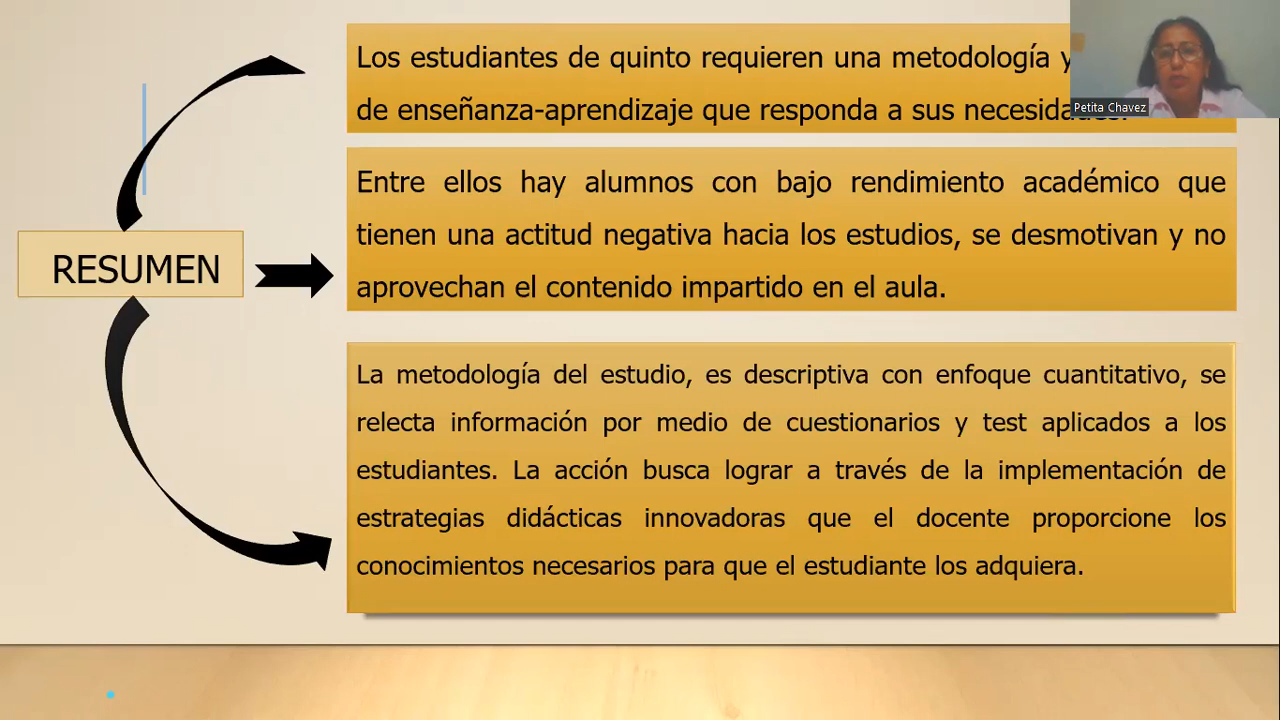 Los estudiantes de quinto requieren una metodología y
de enseñanza-aprendizaje que responda a sus necesidades.
Petita Chavez
Entre ellos hay alumnos con bajo rendimiento académico que
tienen una actitud negativa hacia los estudios, se desmotivan y no
aprovechan el contenido impartido en el aula.
RESUMEN
La metodología del estudio, es descriptiva con enfoque cuantitativo, se
relecta información por medio de cuestionarios y test aplicados a los
estudiantes. La acción busca lograr a través de la implementación de
estrategias didácticas innovadoras que el docente proporcione los
conocimientos necesarios para que el estudiante los adquiera.